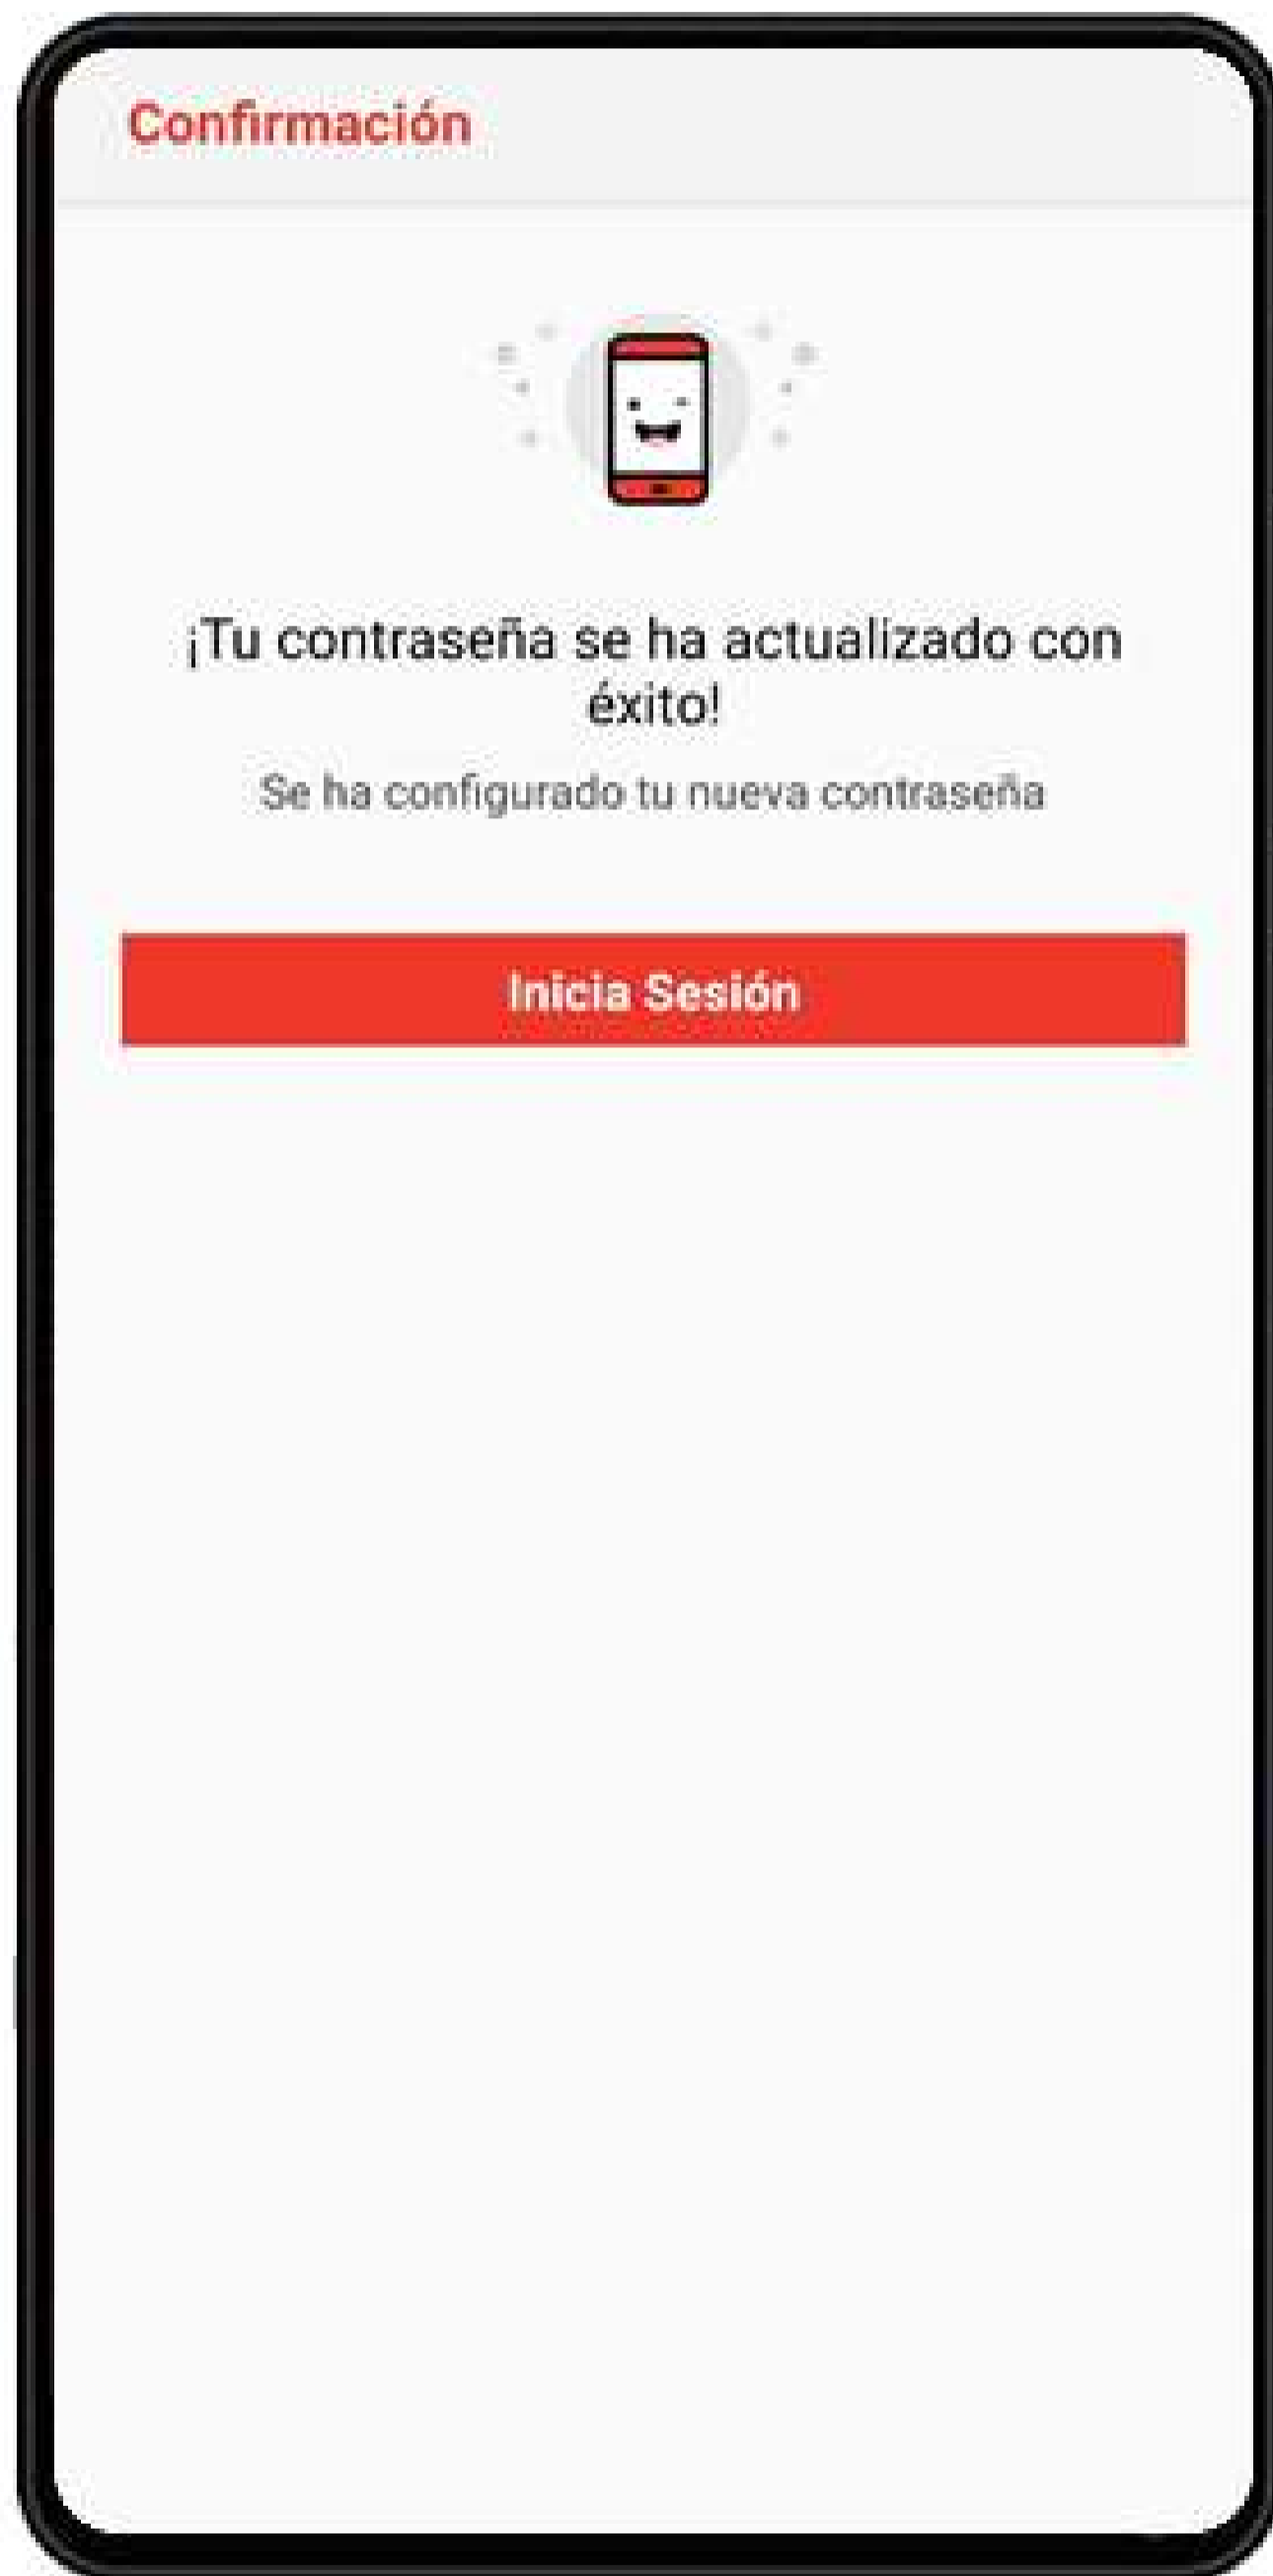 Confirmación
¡Tu contraseña se ha actualizado con
éxito!
Se ha configurado tu nueva contraseña
Inicia Sesión